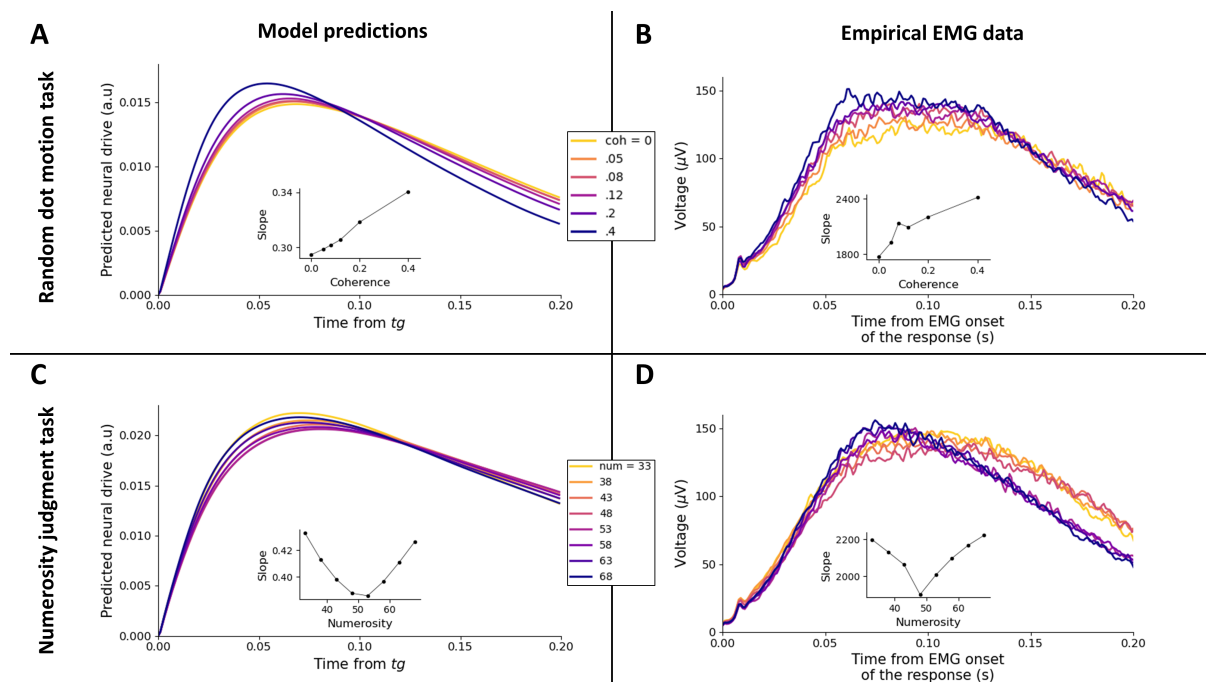 A
Model predictions
B
Empirical EMG data
Random dot motion task
Predicted neural drive (a.u)
0.015
0.010
0.005
0.000
0.00
0.05
0.10
0.15
0.20
Time from tg
Slope
0.34
0.30
0.0
0.2
0.4
Coherence
coh = 0
.05
.08
.12
.2
.4
Voltage (μV)
150
100
50
0
0.00
0.05
0.10
0.15
0.20
Time from EMG onset
of the response (s)
Slope
2400
1800
0.0
0.2
0.4
Coherence
C
D
Numerosity judgment task
Predicted neural drive (a.u)
0.020
0.015
0.010
0.005
0.000
0.00
0.05
0.10
0.15
0.20
Time from tg
Slope
0.42
0.40
40
50
60
Numerosity
num = 33
38
43
48
53
58
63
68
Voltage (μV)
150
100
50
0
0.00
0.05
0.10
0.15
0.20
Time from EMG onset
of the response (s)
Slope
2200
2000
40
60
Numerosity